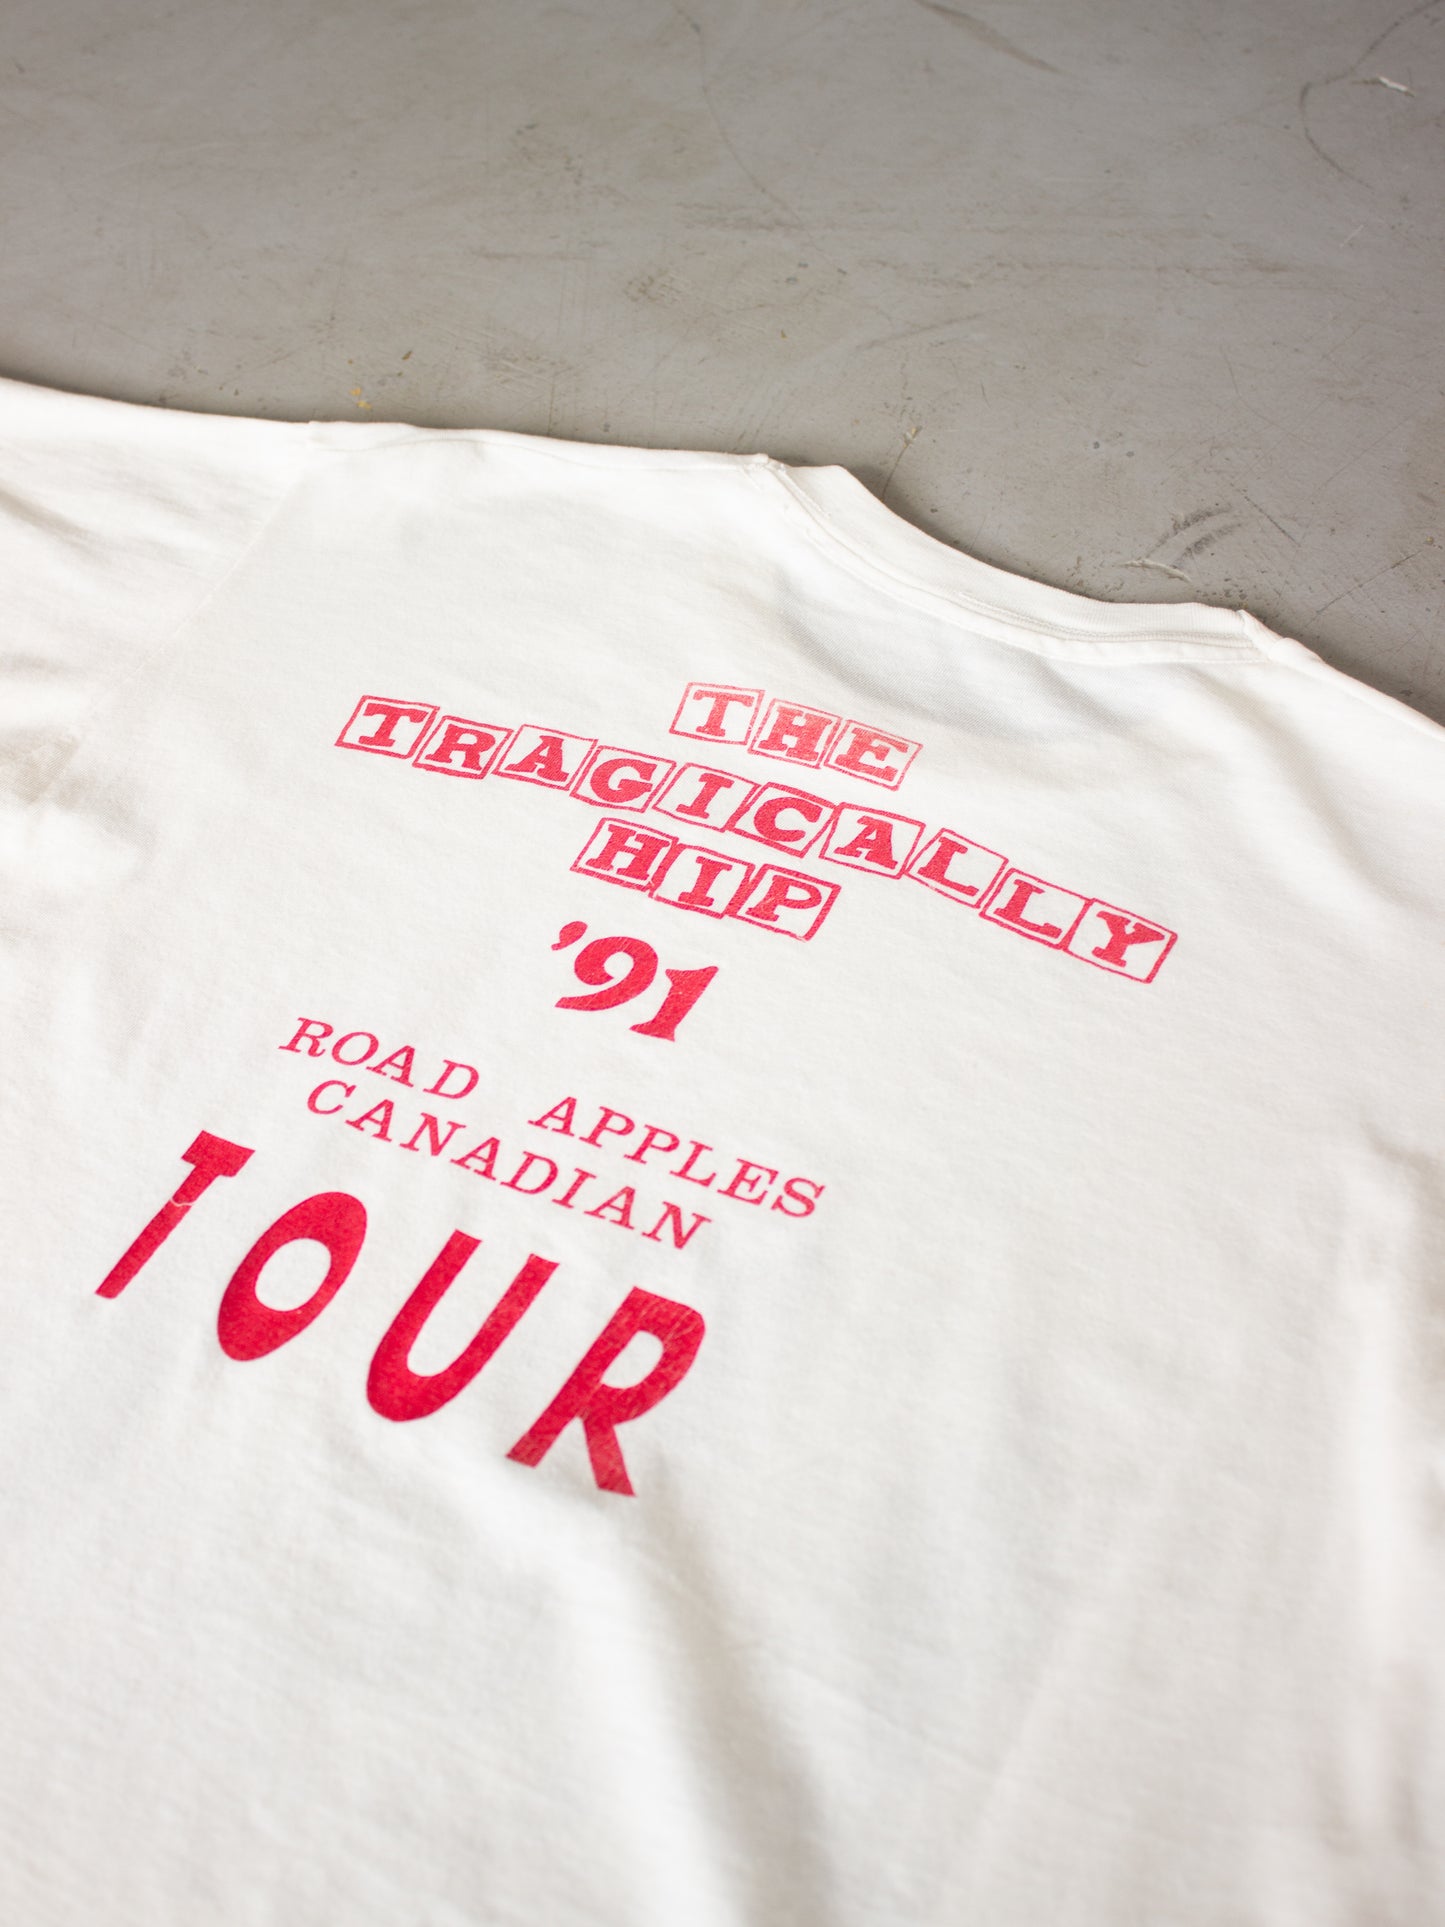 THE
TRAGICALLY
HIP
'91
ROAD APPLES
CANADIAN
TOUR